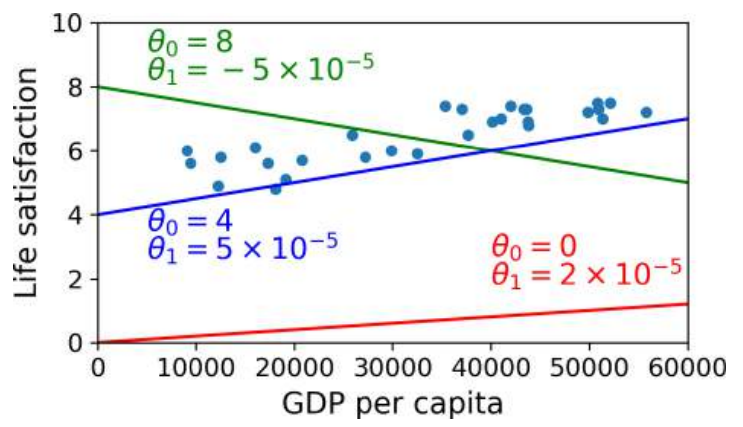 10
8
6
4
2
0
Life satisfaction
θ₀ = 8
θ₁ = − 5 × 10⁻⁵
θ₀ = 4
θ₁ = 5 × 10⁻⁵
θ₀ = 0
θ₁ = 2 × 10⁻⁵
0 10000 20000 30000 40000 50000 60000
GDP per capita